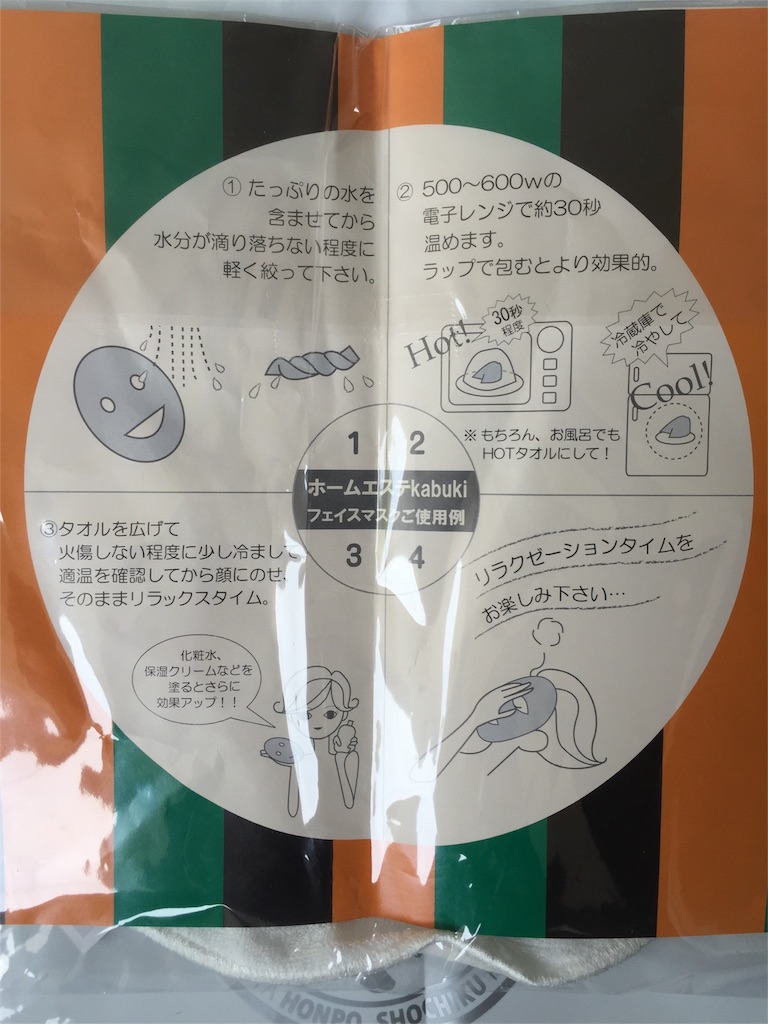 ① たっぷりの水を
含ませてから
水分が滴り落ちない程度に
軽く絞って下さい。
② 500～600wの
電子レンジで約30秒
温めます。
ラップで包むとより効果的。
Hot!
30秒
程度
冷蔵庫で
冷やして
Cool!
※もちろん、お風呂でも
HOTタオルにして！
1 2
ホームエステkabuki
フェイスマスクご使用例
3 4
③タオルを広げて
火傷しない程度に少し冷まして
適温を確認してから顔にのせ、
そのままリラックスタイム。
化粧水、
保湿クリームなどを
塗るとさらに
効果アップ！！
リラクゼーションタイムを
お楽しみ下さい…
HONPO SHOCHIKU